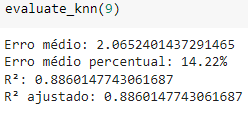 evaluate_knn(9)
Erro médio: 2.0652401437291465
Erro médio percentual: 14.22%
R²: 0.8860147743061687
R² ajustado: 0.8860147743061687